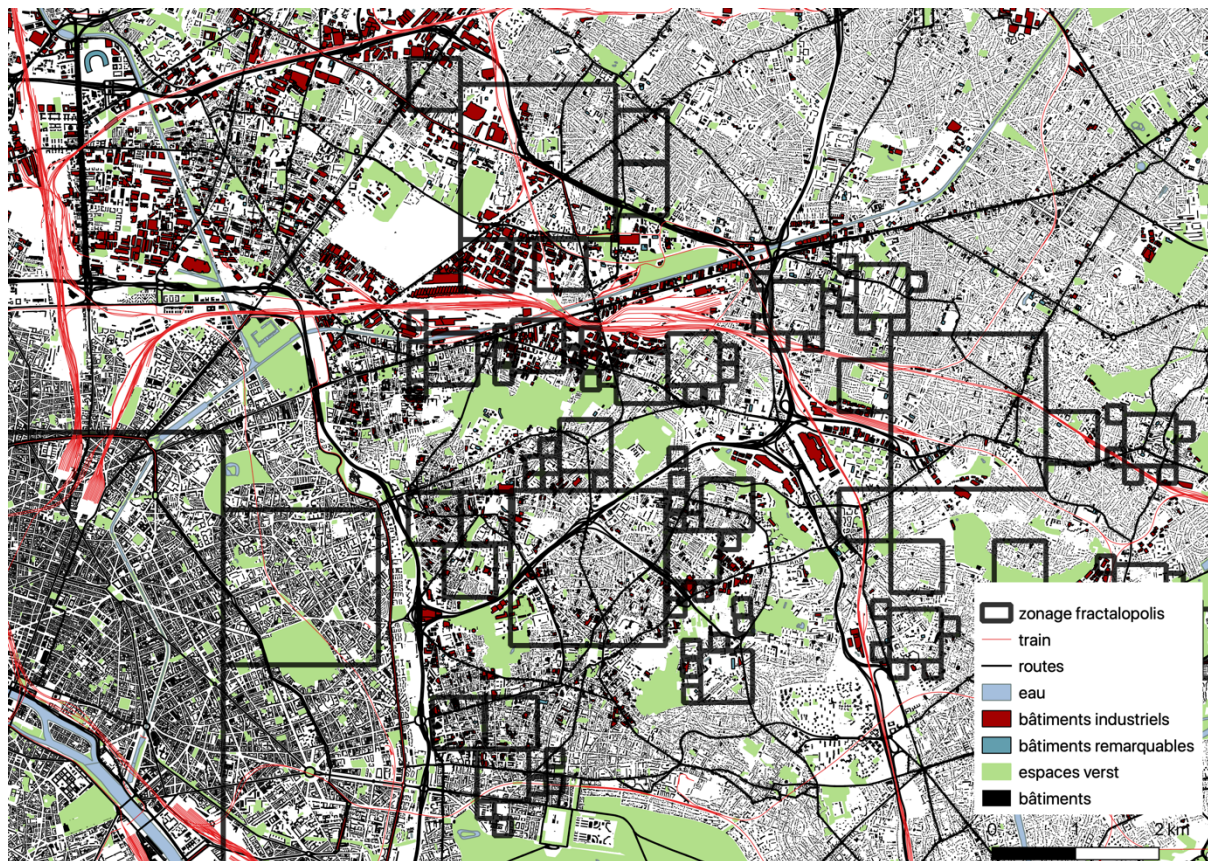 zonage fractalopolis
train
routes
eau
bâtiments industriels
bâtiments remarquables
espaces verst
bâtiments
0 1 2 km